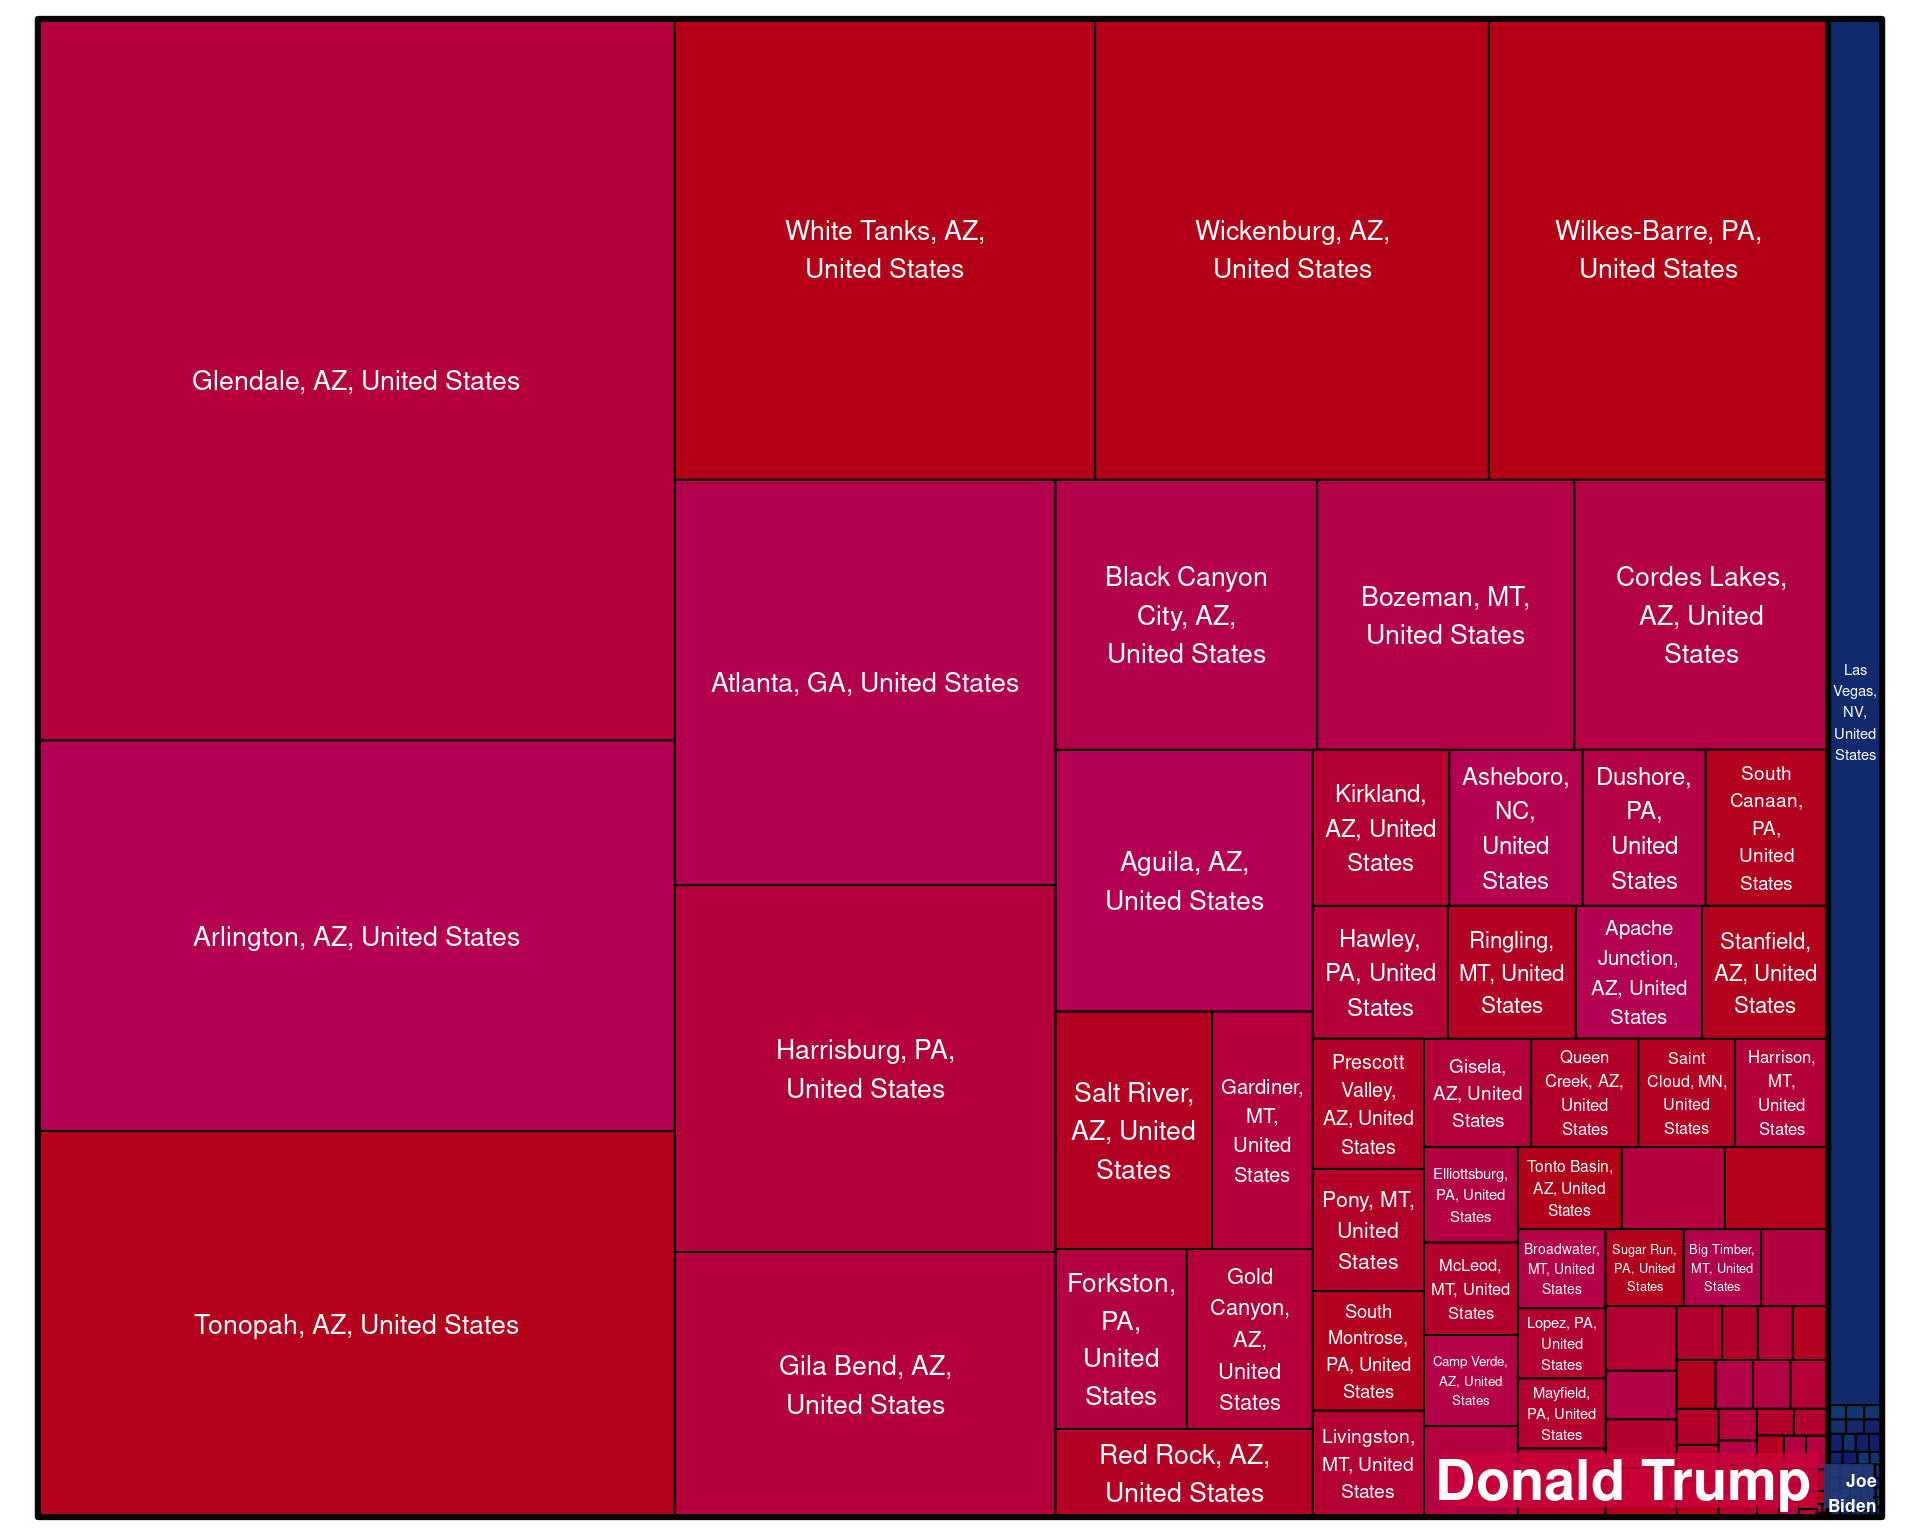 Glendale, AZ, United States
Arlington, AZ, United States
Tonopah, AZ, United States
White Tanks, AZ,
United States
Wickenburg, AZ,
United States
Wilkes-Barre, PA,
United States
Atlanta, GA, United States
Harrisburg, PA,
United States
Gila Bend, AZ,
United States
Black Canyon
City, AZ,
United States
Bozeman, MT,
United States
Cordes Lakes,
AZ, United
States
Aguila, AZ,
United States
Salt River,
AZ, United
States
Gardiner,
MT,
United
States
Forkston,
PA,
United
States
Gold
Canyon,
AZ,
United
States
Red Rock, AZ,
United States
Kirkland,
AZ, United
States
Asheboro,
NC,
United
States
Dushore,
PA,
United
States
South
Canaan,
PA,
United
States
Hawley,
PA, United
States
Ringling,
MT, United
States
Apache
Junction,
AZ, United
States
Stanfield,
AZ, United
States
Prescott
Valley,
AZ, United
States
Pony, MT,
United
States
South
Montrose,
PA, United
States
Livingston,
MT, United
States
Gisela,
AZ, United
States
Queen
Creek, AZ,
United
States
Saint
Cloud, MN,
United
States
Harrison,
MT,
United
States
Elliottsburg,
PA, United
States
McLeod,
MT, United
States
Camp Verde,
AZ, United
States
Tonto Basin,
AZ, United
States
Broadwater,
MT, United
States
Sugar Run,
PA, United
States
Big Timber,
MT, United
States
Lopez, PA,
United
States
Mayfield,
PA, United
States
Donald Trump
Las
Vegas,
NV,
United
States
Joe
Biden